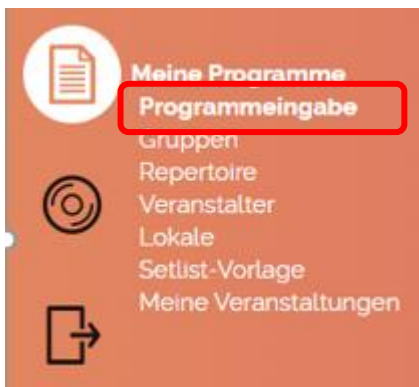 Meine Programme
Programmeingabe
Gruppen
Repertoire
Veranstalter
Lokale
Setlist-Vorlage
Meine Veranstaltungen